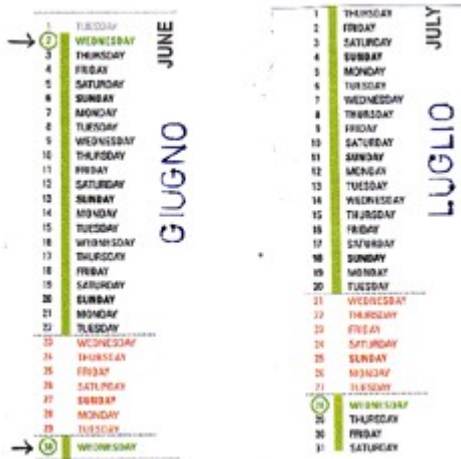 JUNE
GIUGNO
1 TUESDAY
2 WEDNESDAY
3 THURSDAY
4 FRIDAY
5 SATURDAY
6 SUNDAY
7 MONDAY
8 TUESDAY
9 WEDNESDAY
10 THURSDAY
11 FRIDAY
12 SATURDAY
13 SUNDAY
14 MONDAY
15 TUESDAY
16 WEDNESDAY
17 THURSDAY
18 FRIDAY
19 SATURDAY
20 SUNDAY
21 MONDAY
22 TUESDAY
23 WEDNESDAY
24 THURSDAY
25 FRIDAY
26 SATURDAY
27 SUNDAY
28 MONDAY
29 TUESDAY
30 WEDNESDAY
JULY
LUGLIO
1 THURSDAY
2 FRIDAY
3 SATURDAY
4 SUNDAY
5 MONDAY
6 TUESDAY
7 WEDNESDAY
8 THURSDAY
9 FRIDAY
10 SATURDAY
11 SUNDAY
12 MONDAY
13 TUESDAY
14 WEDNESDAY
15 THURSDAY
16 FRIDAY
17 SATURDAY
18 SUNDAY
19 MONDAY
20 TUESDAY
21 WEDNESDAY
22 THURSDAY
23 FRIDAY
24 SATURDAY
25 SUNDAY
26 MONDAY
27 TUESDAY
28 WEDNESDAY
29 THURSDAY
30 FRIDAY
31 SATURDAY